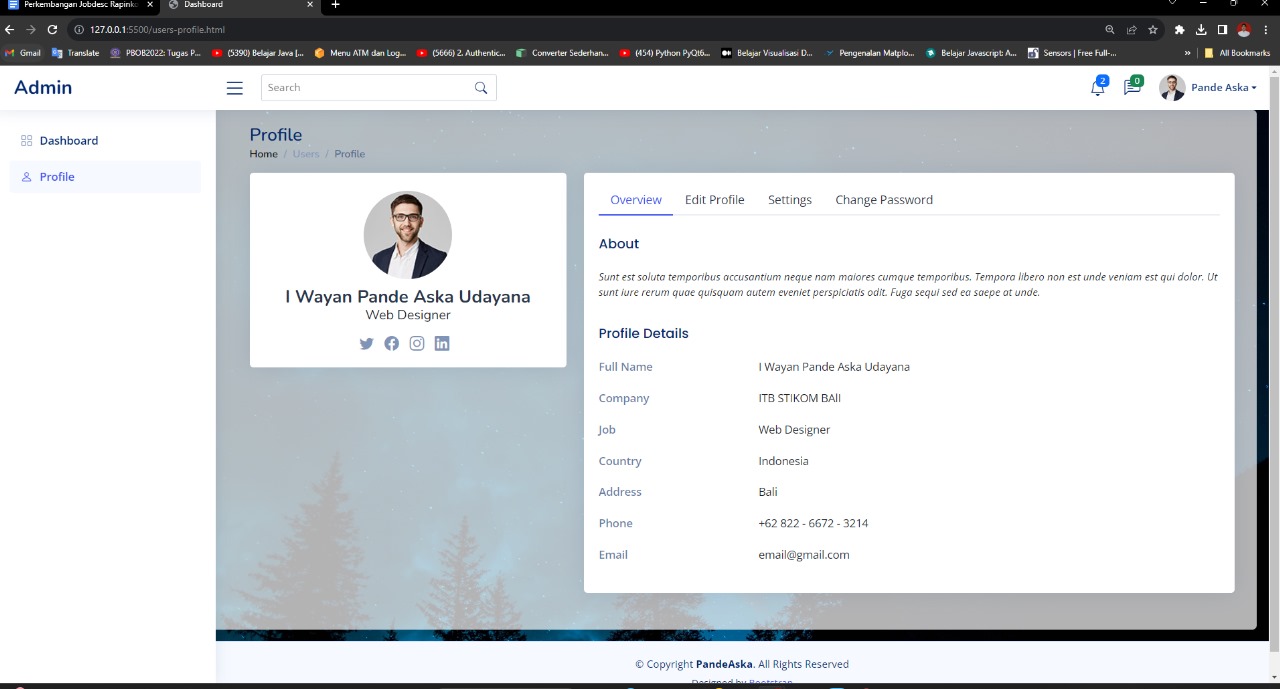 Perkembangan Jobdesc Rapink
Dashboard
127.0.0.1:5500/users-profile.html
Gmail
Translate
PBOB2022: Tugas P...
(5390) Belajar Java [...
Menu ATM dan Log...
(5666) 2. Authentic...
Converter Sederhan...
(454) Python PyQt6...
Belajar Visualisasi D...
Pengenalan Matplo...
Belajar Javascript: A...
Sensors | Free Full-...
»
All Bookmarks
Admin
Search
2
0
Pande Aska
Dashboard
Profile
Profile
Home / Users / Profile
I Wayan Pande Aska Udayana
Web Designer
Overview Edit Profile Settings Change Password
About
Sunt est soluta temporibus accusantium neque nam maiores cumque temporibus. Tempora libero non est unde veniam est qui dolor. Ut
sunt iure rerum quae quisquam autem eveniet perspiciatis odit. Fuga sequi sed ea saepe at unde.
Profile Details
Full Name I Wayan Pande Aska Udayana
Company ITB STIKOM BAlI
Job Web Designer
Country Indonesia
Address Bali
Phone +62 822 - 6672 - 3214
Email email@gmail.com
© Copyright PandeAska. All Rights Reserved
Designed by Bootstrap